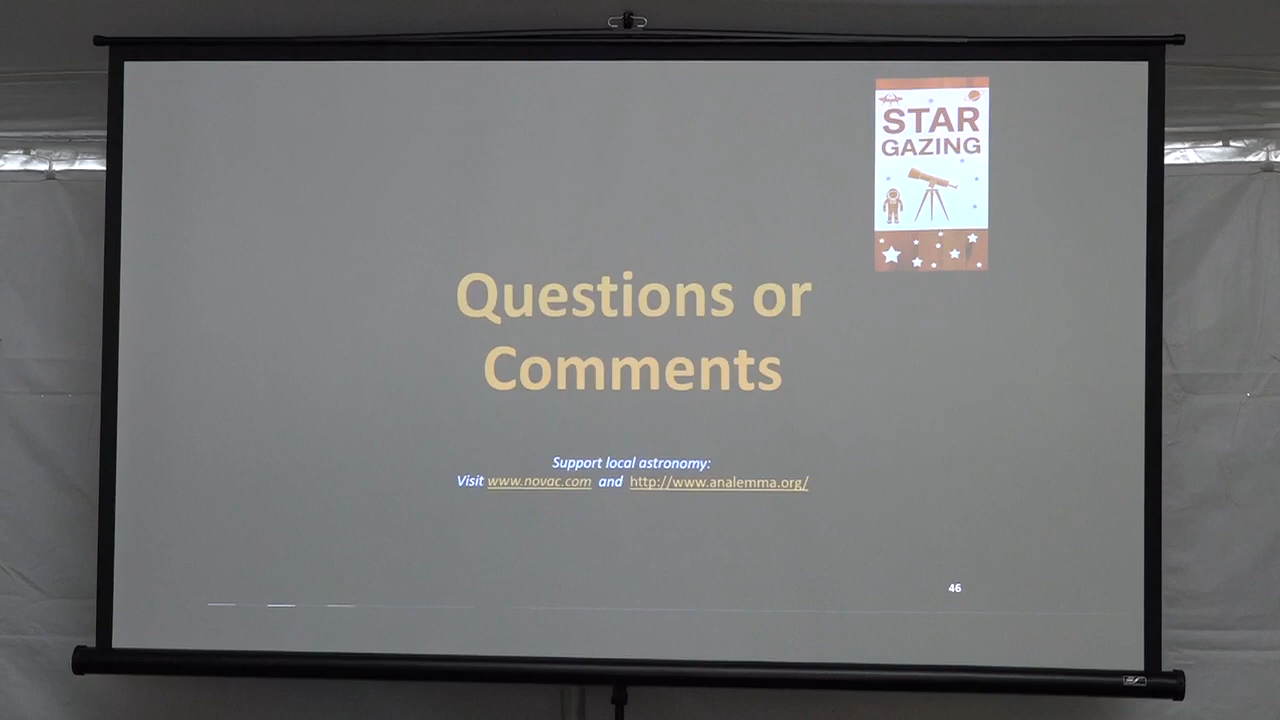 STAR
GAZING
Questions or
Comments
Support local astronomy:
Visit www.novac.com and http://www.analemma.org/
46